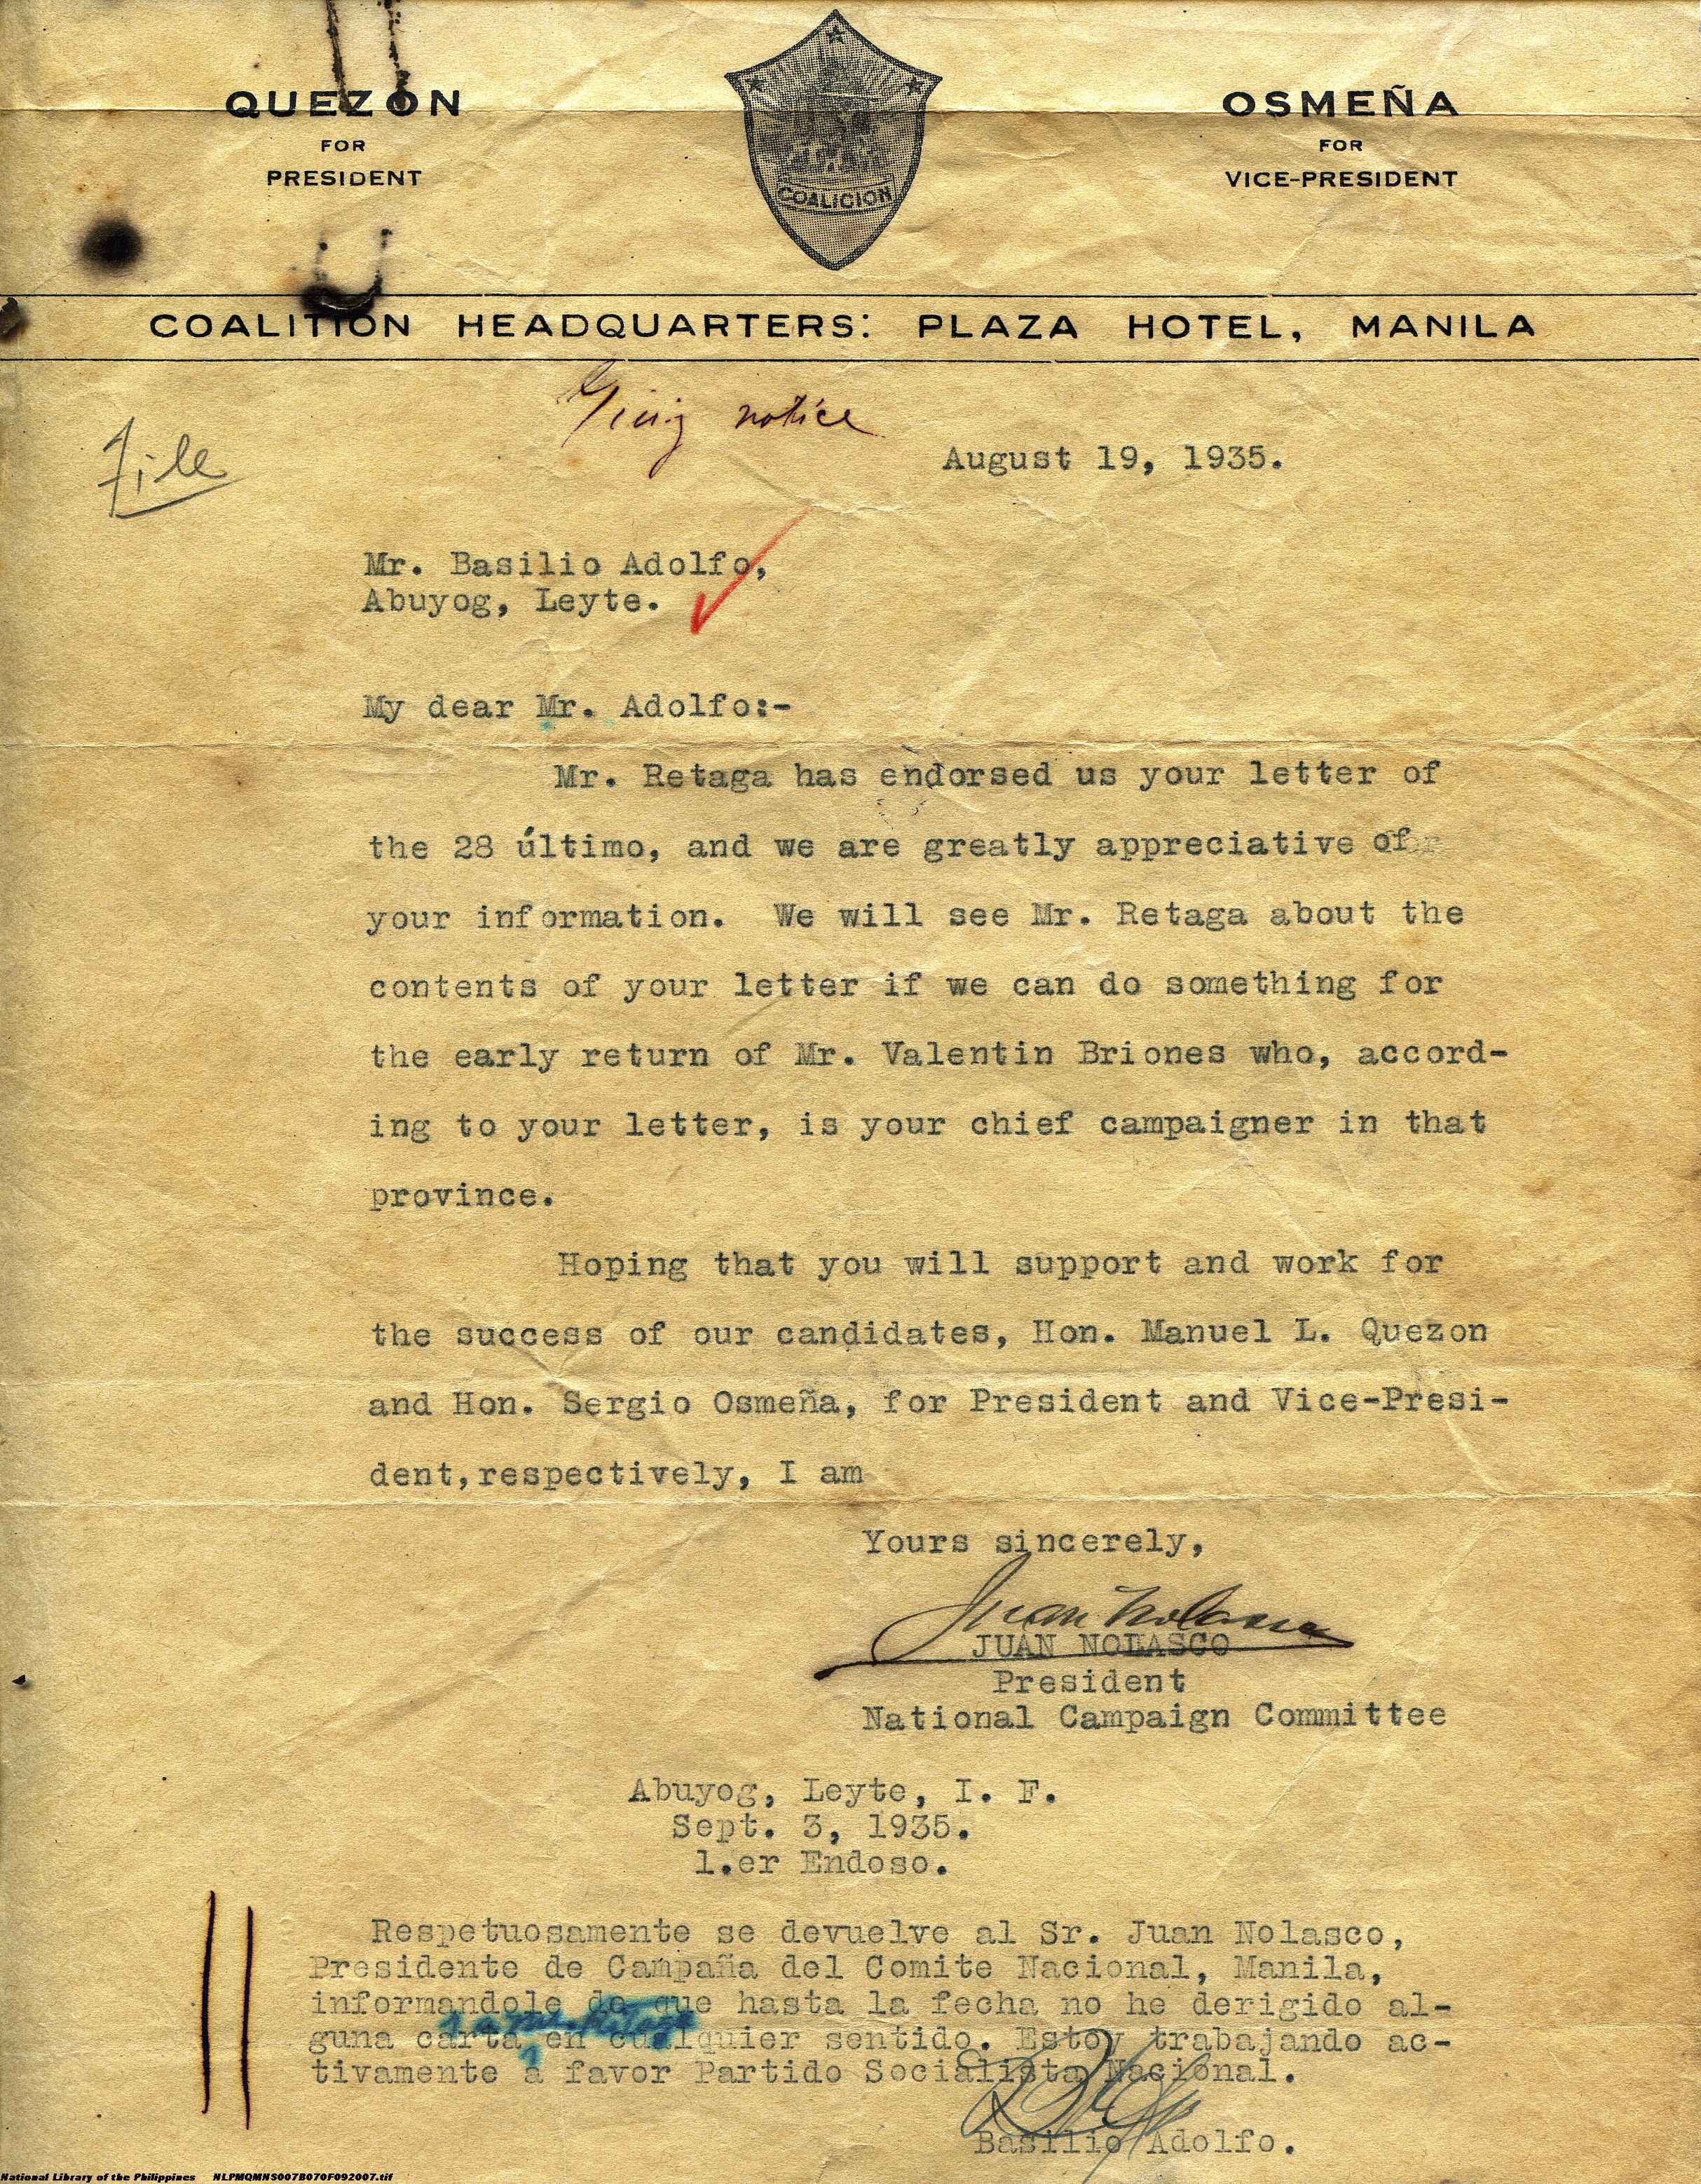 QUEZON
FOR
PRESIDENT
COALICION
OSMEÑA
FOR
VICE-PRESIDENT
COALITION HEADQUARTERS: PLAZA HOTEL, MANILA
Giving notice
File
August 19, 1935.
Mr. Basilio Adolfo,
Abuyog, Leyte.
My dear Mr. Adolfo:-
Mr. Retaga has endorsed us your letter of
the 28 último, and we are greatly appreciative of
your information. We will see Mr. Retaga about the
contents of your letter if we can do something for
the early return of Mr. Valentin Briones who, accord-
ing to your letter, is your chief campaigner in that
province.
Hoping that you will support and work for
the success of our candidates, Hon. Manuel L. Quezon
and Hon. Sergio Osmeña, for President and Vice-Presi-
dent, respectively, I am
Yours sincerely,
Juan Nolasco
JUAN NOLASCO
President
National Campaign Committee
Abuyog, Leyte, I. F.
Sept. 3, 1935.
1.er Endoso.
Respetuosamente se devuelve al Sr. Juan Nolasco,
Presidente de Campaña del Comite Nacional, Manila,
informandole de que hasta la fecha no he derigido al-
guna carta en cualquier sentido. Estoy trabajando ac-
tivamente a favor Partido Socialista Nacional.
Basilio Adolfo.
National Library of the Philippines NLPMQMNS007B070F092007.tif